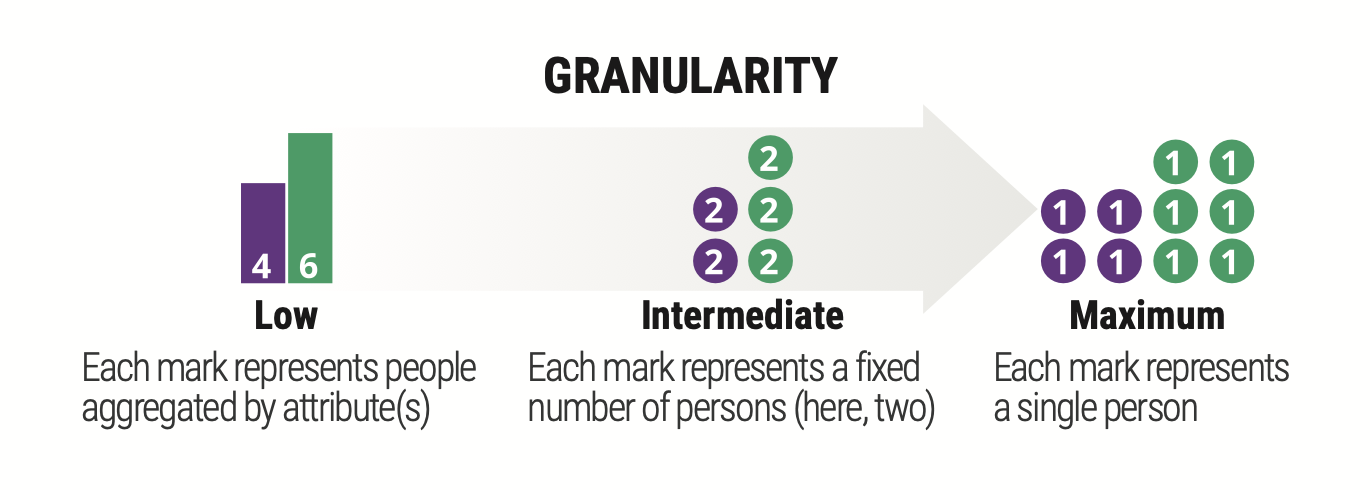 GRANULARITY
4 6
Low
Each mark represents people
aggregated by attribute(s)
2
2 2
2 2
Intermediate
Each mark represents a fixed
number of persons (here, two)
1 1
1 1 1 1
1 1 1 1
Maximum
Each mark represents
a single person